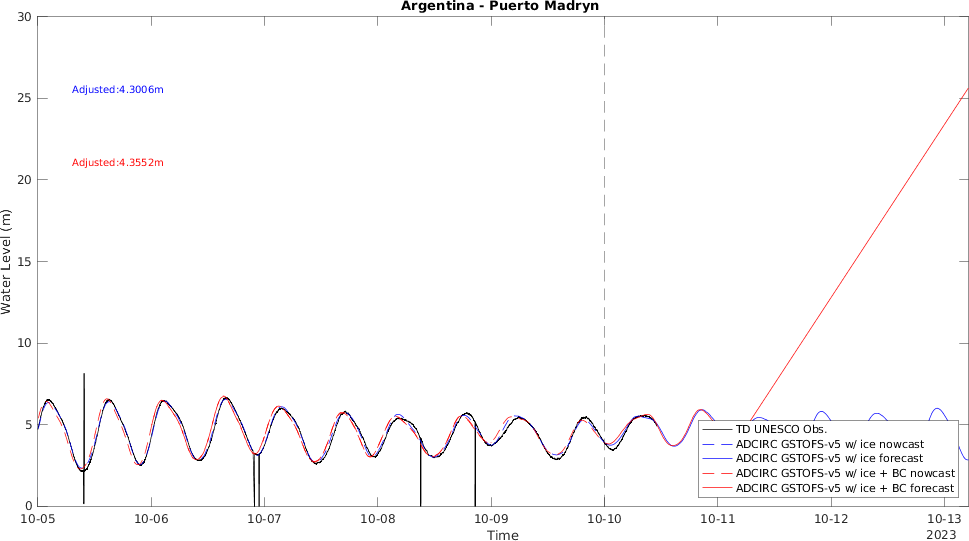 Argentina - Puerto Madryn
30
25
20
15
10
5
0
Water Level (m)
Adjusted:4.3006m
Adjusted:4.3552m
TD UNESCO Obs.
ADCIRC GSTOFS-v5 w/ ice nowcast
ADCIRC GSTOFS-v5 w/ ice forecast
ADCIRC GSTOFS-v5 w/ ice + BC nowcast
ADCIRC GSTOFS-v5 w/ ice + BC forecast
10-05 10-06 10-07 10-08 10-09 10-10 10-11 10-12 10-13
Time
2023